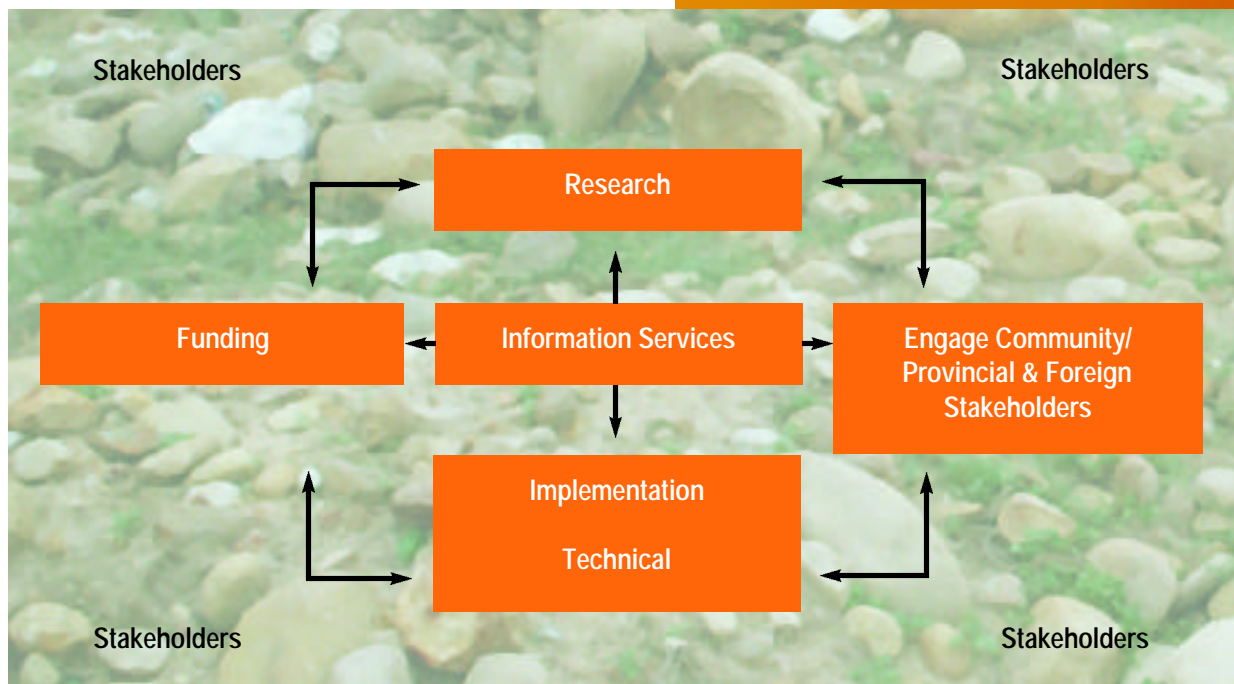 Stakeholders
Stakeholders
Research
Funding
Information Services
Engage Community/
Provincial & Foreign
Stakeholders
Implementation
Technical
Stakeholders
Stakeholders